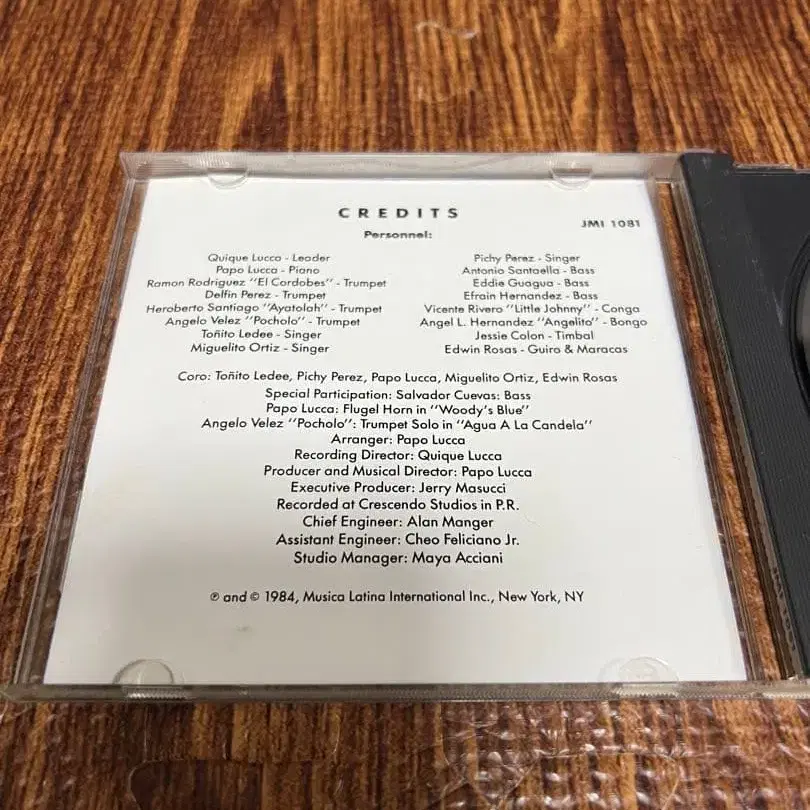 CREDITS
JMI 1081
Personnel:
Quique Lucca - Leader
Papo Lucca - Piano
Ramon Rodriguez "El Cordobes" - Trumpet
Delfin Perez - Trumpet
Heroberto Santiago "Ayatolah" - Trumpet
Angelo Velez "Pocholo" - Trumpet
Toñito Ledee - Singer
Miguelito Ortiz - Singer
Pichy Perez - Singer
Antonio Santaella - Bass
Eddie Guagua - Bass
Efrain Hernandez - Bass
Vicente Rivero "Little Johnny" - Conga
Angel L. Hernandez "Angelito" - Bongo
Jessie Colon - Timbal
Edwin Rosas - Guiro & Maracas
Coro: Toñito Ledee, Pichy Perez, Papo Lucca, Miguelito Ortiz, Edwin Rosas
Special Participation: Salvador Cuevas: Bass
Papo Lucca: Flugel Horn in "Woody's Blue"
Angelo Velez "Pocholo": Trumpet Solo in "Agua A La Candela"
Arranger: Papo Lucca
Recording Director: Quique Lucca
Producer and Musical Director: Papo Lucca
Executive Producer: Jerry Masucci
Recorded at Crescendo Studios in P.R.
Chief Engineer: Alan Manger
Assistant Engineer: Cheo Feliciano Jr.
Studio Manager: Maya Acciani
℗ and © 1984, Musica Latina International Inc., New York, NY